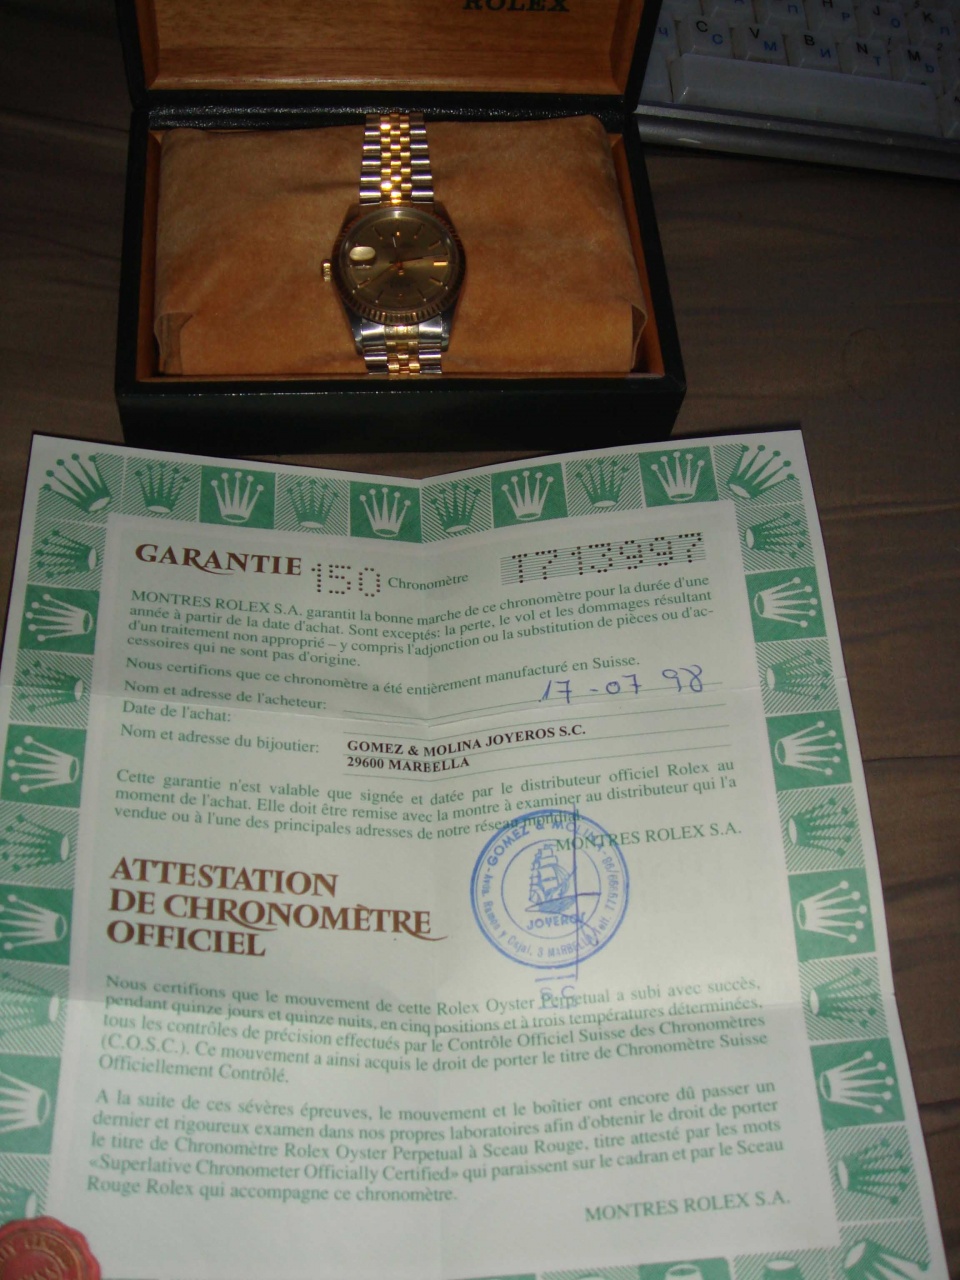 ROLEX
C V B N M
GARANTIE 150 Chronomètre T713997
MONTRES ROLEX S.A. garantit la bonne marche de ce chronomètre pour la durée d'une
année à partir de la date d'achat. Sont exceptés: la perte, le vol et les dommages résultant
d'un traitement non approprié – y compris l'adjonction ou la substitution de pièces ou d'ac-
cessoires qui ne sont pas d'origine.
Nous certifions que ce chronomètre a été entièrement manufacturé en Suisse.
Nom et adresse de l'acheteur:
Date de l'achat: 17-07 98
Nom et adresse du bijoutier: GOMEZ & MOLINA JOYEROS S.C.
29600 MARBELLA
Cette garantie n'est valable que signée et datée par le distributeur officiel Rolex au
moment de l'achat. Elle doit être remise avec la montre à examiner au distributeur qui l'a
vendue ou à l'une des principales adresses de notre réseau mondial.
MONTRES ROLEX S.A.
GOMEZ & MOLINA
JOYEROS
Avda. Ramon y Cajal, 3 MARBELLA
S.C.
ATTESTATION
DE CHRONOMÈTRE
OFFICIEL
Nous certifions que le mouvement de cette Rolex Oyster Perpetual a subi avec succès,
pendant quinze jours et quinze nuits, en cinq positions et à trois températures déterminées,
tous les contrôles de précision effectués par le Contrôle Officiel Suisse des Chronomètres
(C.O.S.C.). Ce mouvement a ainsi acquis le droit de porter le titre de Chronomètre Suisse
Officiellement Contrôlé.
A la suite de ces sévères épreuves, le mouvement et le boîtier ont encore dû passer un
dernier et rigoureux examen dans nos propres laboratoires afin d'obtenir le droit de porter
le titre de Chronomètre Rolex Oyster Perpetual à Sceau Rouge, titre attesté par les mots
«Superlative Chronometer Officially Certified» qui paraissent sur le cadran et par le Sceau
Rouge Rolex qui accompagne ce chronomètre.
MONTRES ROLEX S.A.